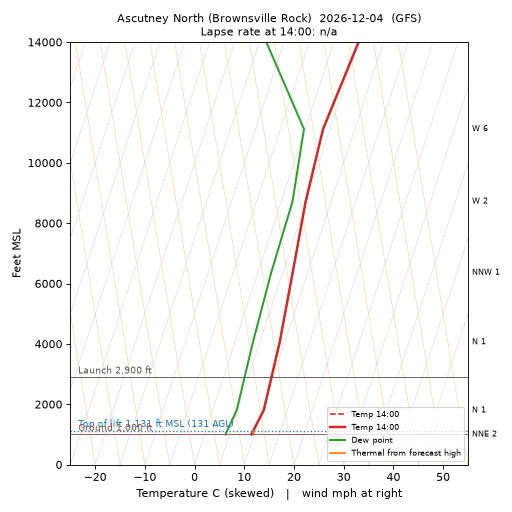 Ascutney North (Brownsville Rock)  2026-12-04  (GFS)
Lapse rate at 14:00: n/a
14000
12000
10000
8000
6000
4000
2000
0
Feet MSL
W 6
W 2
NNW 1
N 1
N 1
NNE 2
Launch 2,900 ft
Top of lift 1,131 ft MSL (131 AGL)
Ground 1,000 ft
Temp 14:00
Temp 14:00
Dew point
Thermal from forecast high
−20
−10
0
10
20
30
40
50
Temperature C (skewed)   |   wind mph at right